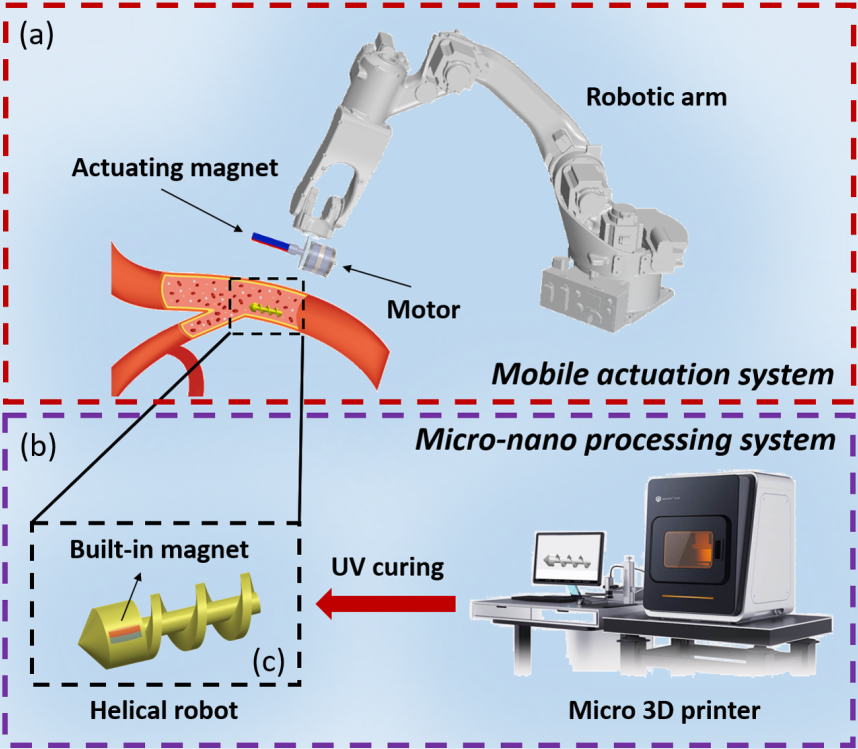 (a)
Robotic arm
Actuating magnet
Motor
Mobile actuation system
(b)
Micro-nano processing system
Built-in magnet
UV curing
(c)
Helical robot
Micro 3D printer